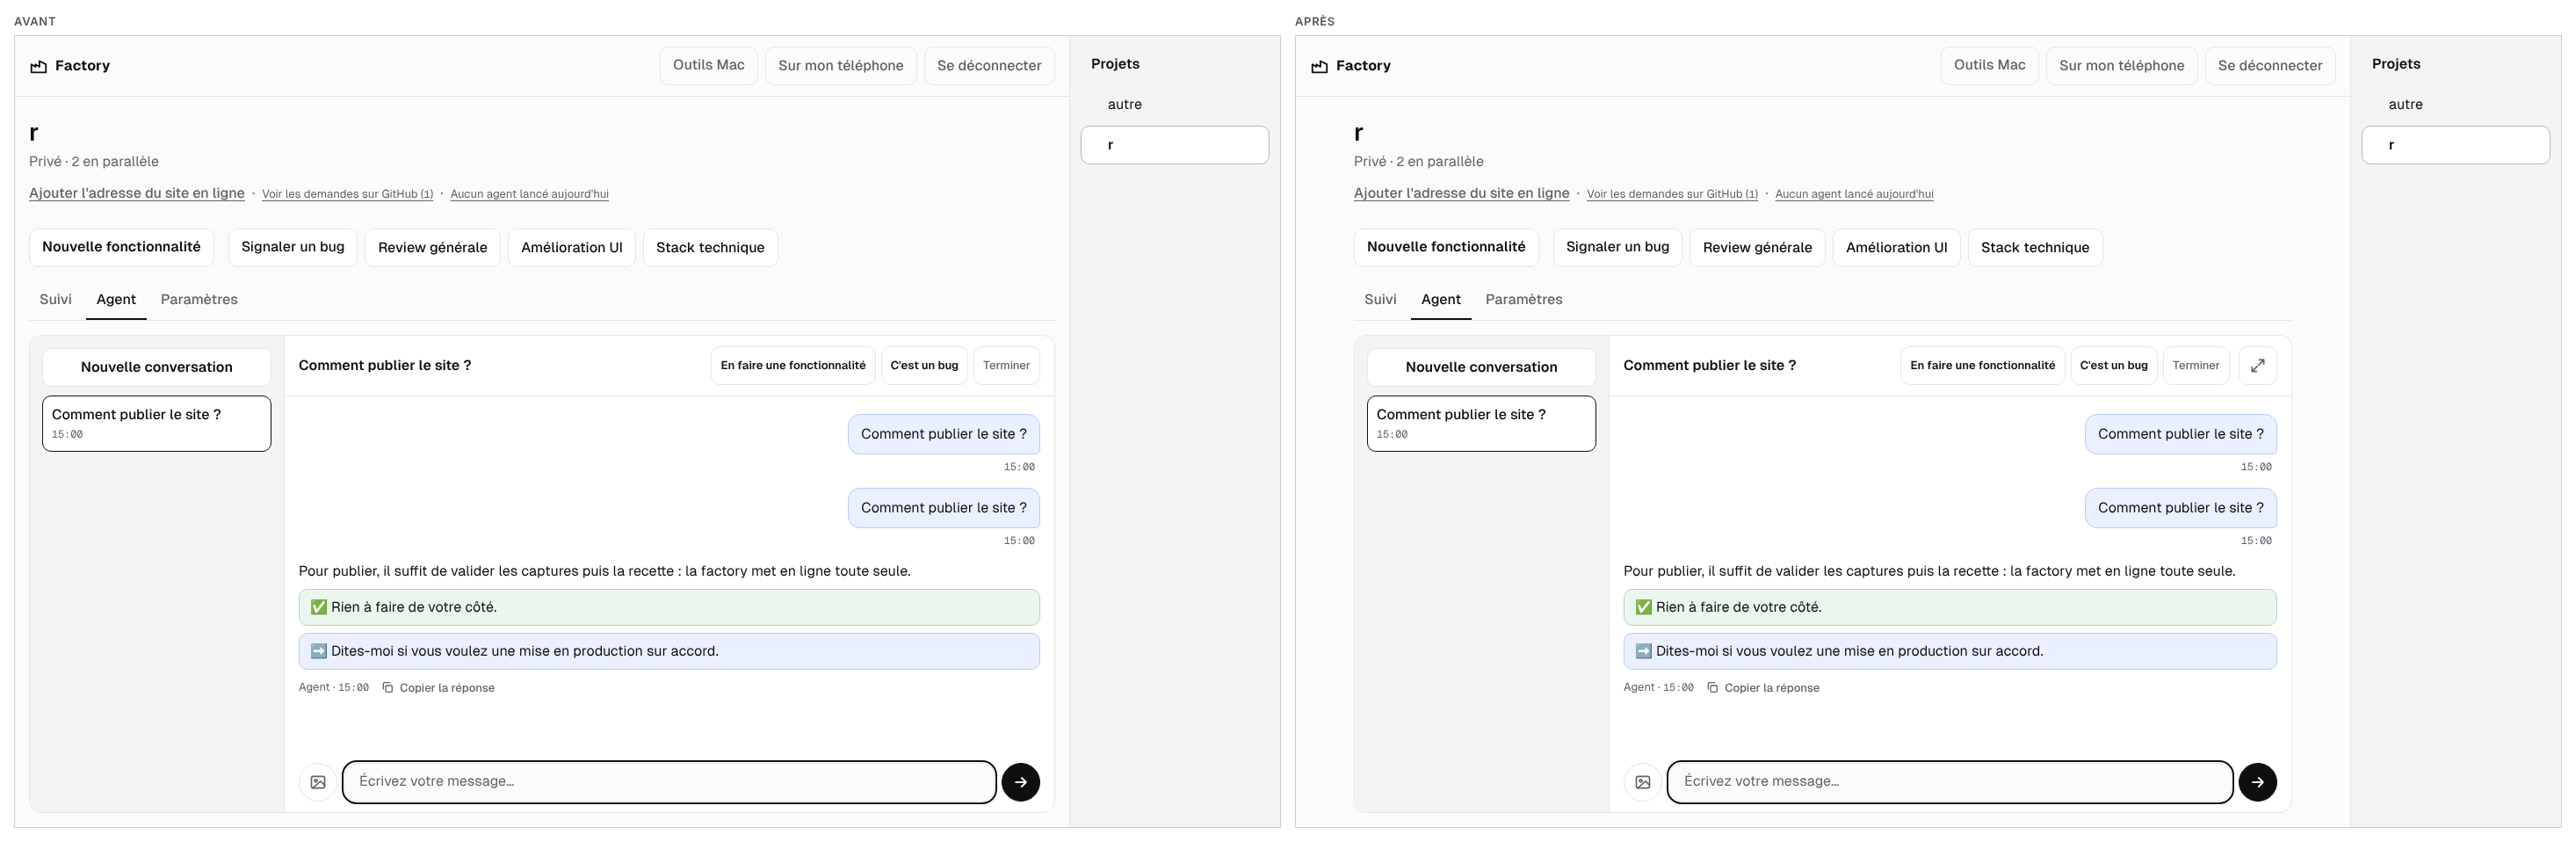 AVANT
Factory
Outils Mac
Sur mon téléphone
Se déconnecter
Projets
autre
r
r
Privé · 2 en parallèle
Ajouter l'adresse du site en ligne · Voir les demandes sur GitHub (1) · Aucun agent lancé aujourd'hui
Nouvelle fonctionnalité
Signaler un bug
Review générale
Amélioration UI
Stack technique
Suivi
Agent
Paramètres
Nouvelle conversation
Comment publier le site ?
15:00
Comment publier le site ?
En faire une fonctionnalité
C'est un bug
Terminer
Comment publier le site ?
15:00
Comment publier le site ?
15:00
Pour publier, il suffit de valider les captures puis la recette : la factory met en ligne toute seule.
✅ Rien à faire de votre côté.
➡️ Dites-moi si vous voulez une mise en production sur accord.
Agent · 15:00 Copier la réponse
Écrivez votre message…
APRÈS
Factory
Outils Mac
Sur mon téléphone
Se déconnecter
Projets
autre
r
r
Privé · 2 en parallèle
Ajouter l'adresse du site en ligne · Voir les demandes sur GitHub (1) · Aucun agent lancé aujourd'hui
Nouvelle fonctionnalité
Signaler un bug
Review générale
Amélioration UI
Stack technique
Suivi
Agent
Paramètres
Nouvelle conversation
Comment publier le site ?
15:00
Comment publier le site ?
En faire une fonctionnalité
C'est un bug
Terminer
Comment publier le site ?
15:00
Comment publier le site ?
15:00
Pour publier, il suffit de valider les captures puis la recette : la factory met en ligne toute seule.
✅ Rien à faire de votre côté.
➡️ Dites-moi si vous voulez une mise en production sur accord.
Agent · 15:00 Copier la réponse
Écrivez votre message…